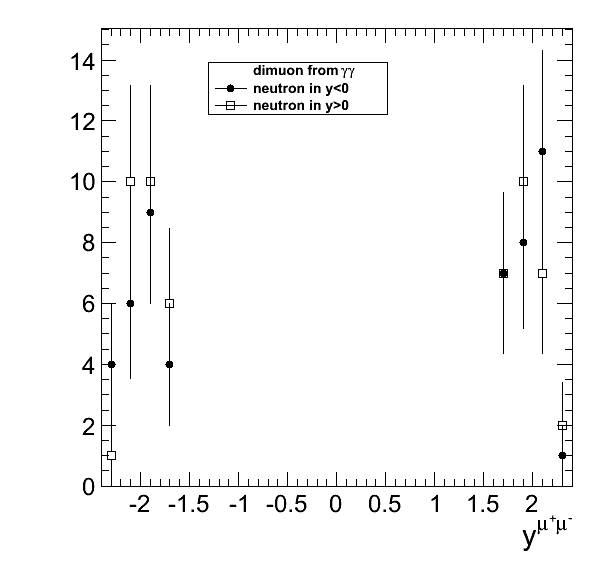 14
12
10
8
6
4
2
0
dimuon from γγ
neutron in y<0
neutron in y>0
-2 -1.5 -1 -0.5 0 0.5 1 1.5 2
y^μ⁺μ⁻